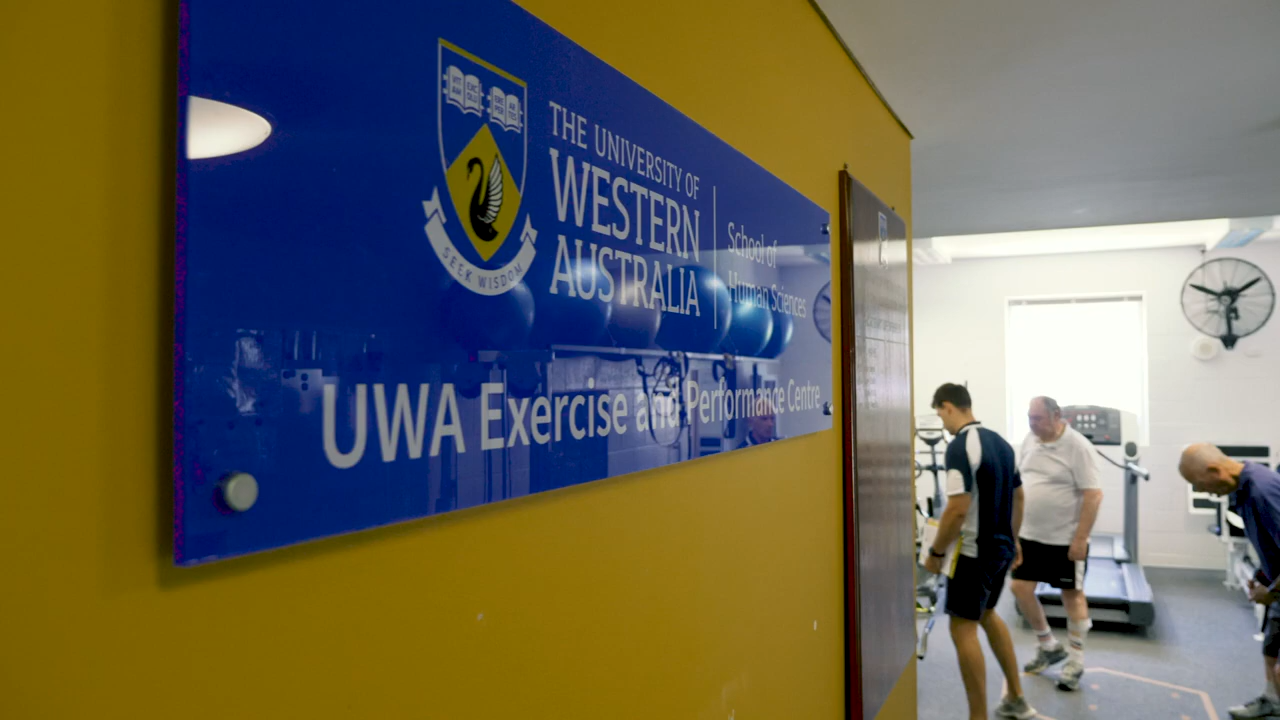 THE UNIVERSITY OF
WESTERN
AUSTRALIA
School of
Human Sciences
SEEK WISDOM
UWA Exercise and Performance Centre